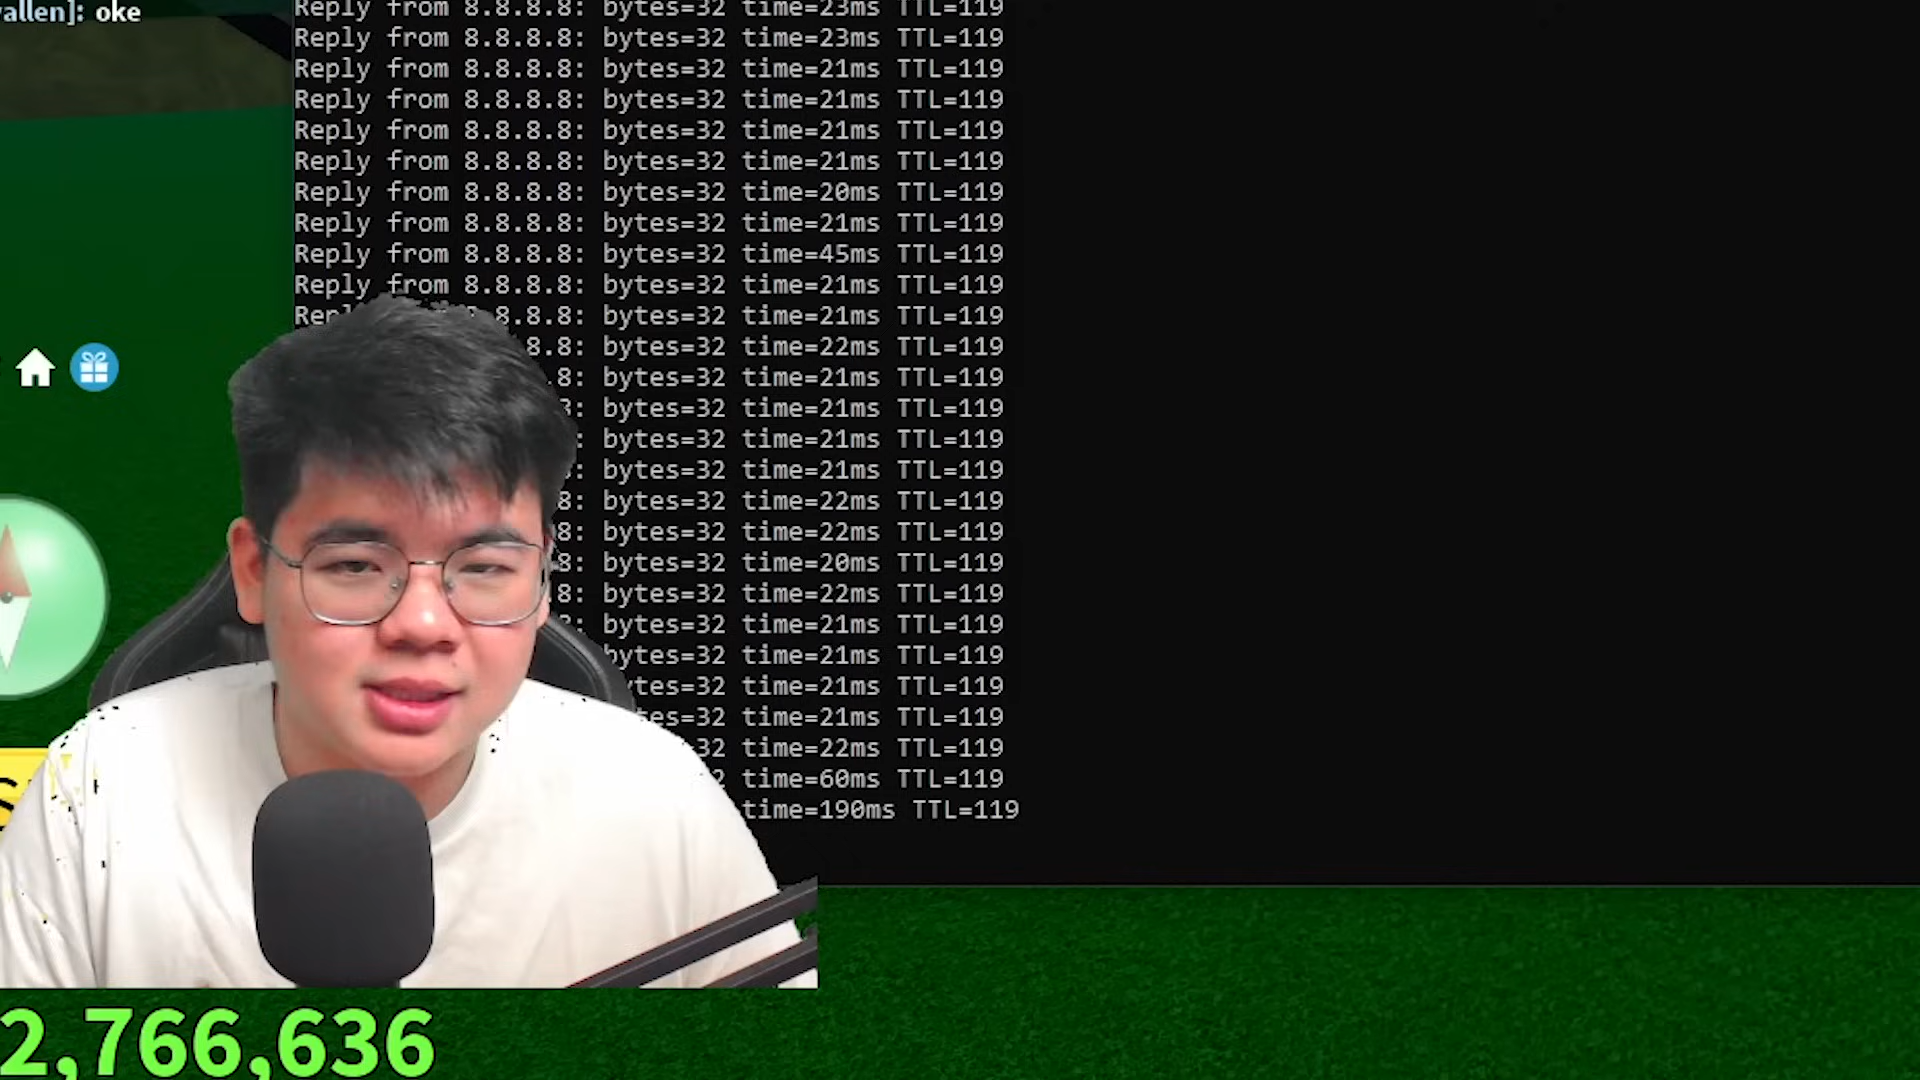 allen]: oke
Reply from 8.8.8.8: bytes=32 time=23ms TTL=119
Reply from 8.8.8.8: bytes=32 time=23ms TTL=119
Reply from 8.8.8.8: bytes=32 time=21ms TTL=119
Reply from 8.8.8.8: bytes=32 time=21ms TTL=119
Reply from 8.8.8.8: bytes=32 time=21ms TTL=119
Reply from 8.8.8.8: bytes=32 time=21ms TTL=119
Reply from 8.8.8.8: bytes=32 time=20ms TTL=119
Reply from 8.8.8.8: bytes=32 time=21ms TTL=119
Reply from 8.8.8.8: bytes=32 time=45ms TTL=119
Reply from 8.8.8.8: bytes=32 time=21ms TTL=119
8.8.8: bytes=32 time=21ms TTL=119
8.8: bytes=32 time=22ms TTL=119
.8: bytes=32 time=21ms TTL=119
: bytes=32 time=21ms TTL=119
: bytes=32 time=21ms TTL=119
: bytes=32 time=21ms TTL=119
8: bytes=32 time=22ms TTL=119
8: bytes=32 time=22ms TTL=119
8: bytes=32 time=20ms TTL=119
.8: bytes=32 time=22ms TTL=119
: bytes=32 time=21ms TTL=119
bytes=32 time=21ms TTL=119
ytes=32 time=21ms TTL=119
es=32 time=21ms TTL=119
32 time=22ms TTL=119
2 time=60ms TTL=119
time=190ms TTL=119
2,766,636